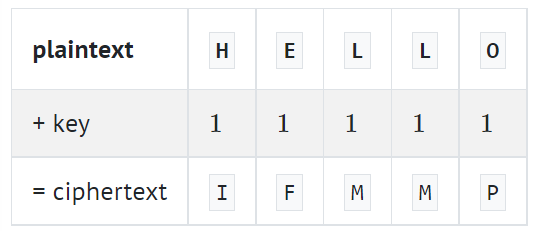 plaintext H E L L O
+ key 1 1 1 1 1
= ciphertext I F M M P